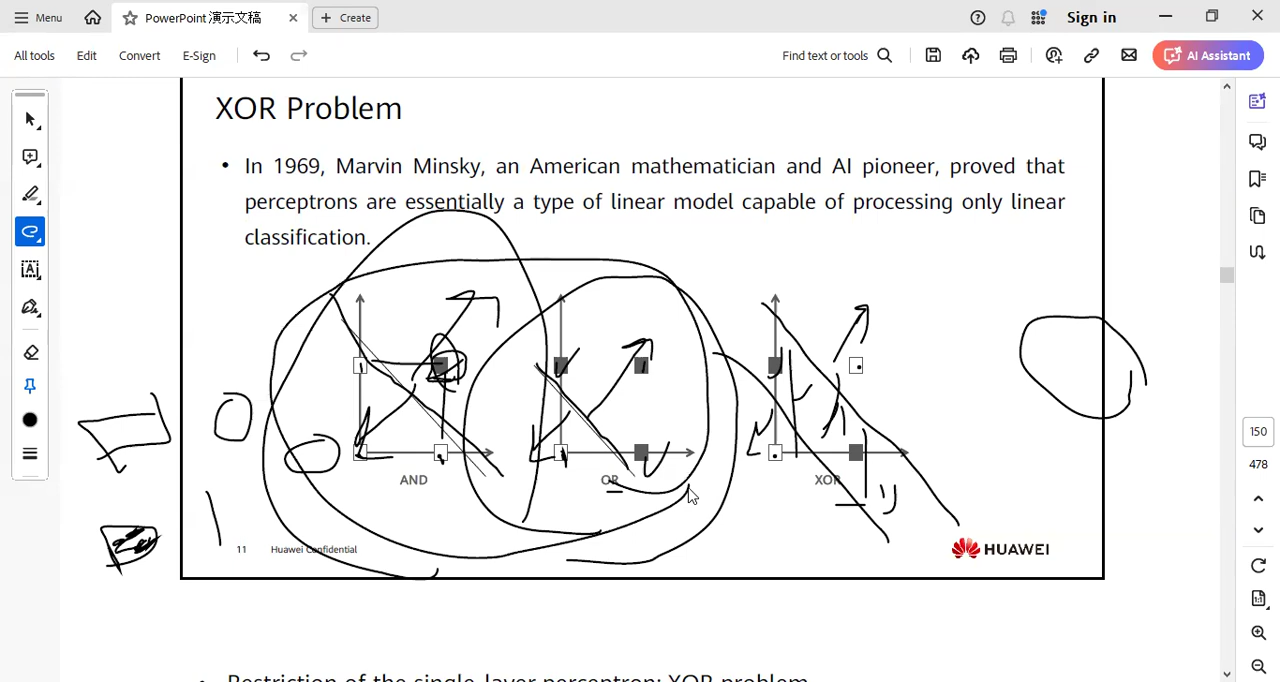 Menu
PowerPoint 演示文稿
Create
Sign in
All tools
Edit
Convert
E-Sign
Find text or tools
AI Assistant
XOR Problem
• In 1969, Marvin Minsky, an American mathematician and AI pioneer, proved that
perceptrons are essentially a type of linear model capable of processing only linear
classification.
AND
OR
XOR
11 Huawei Confidential
HUAWEI
150
478
• Restriction of the single-layer perceptron: XOR problem